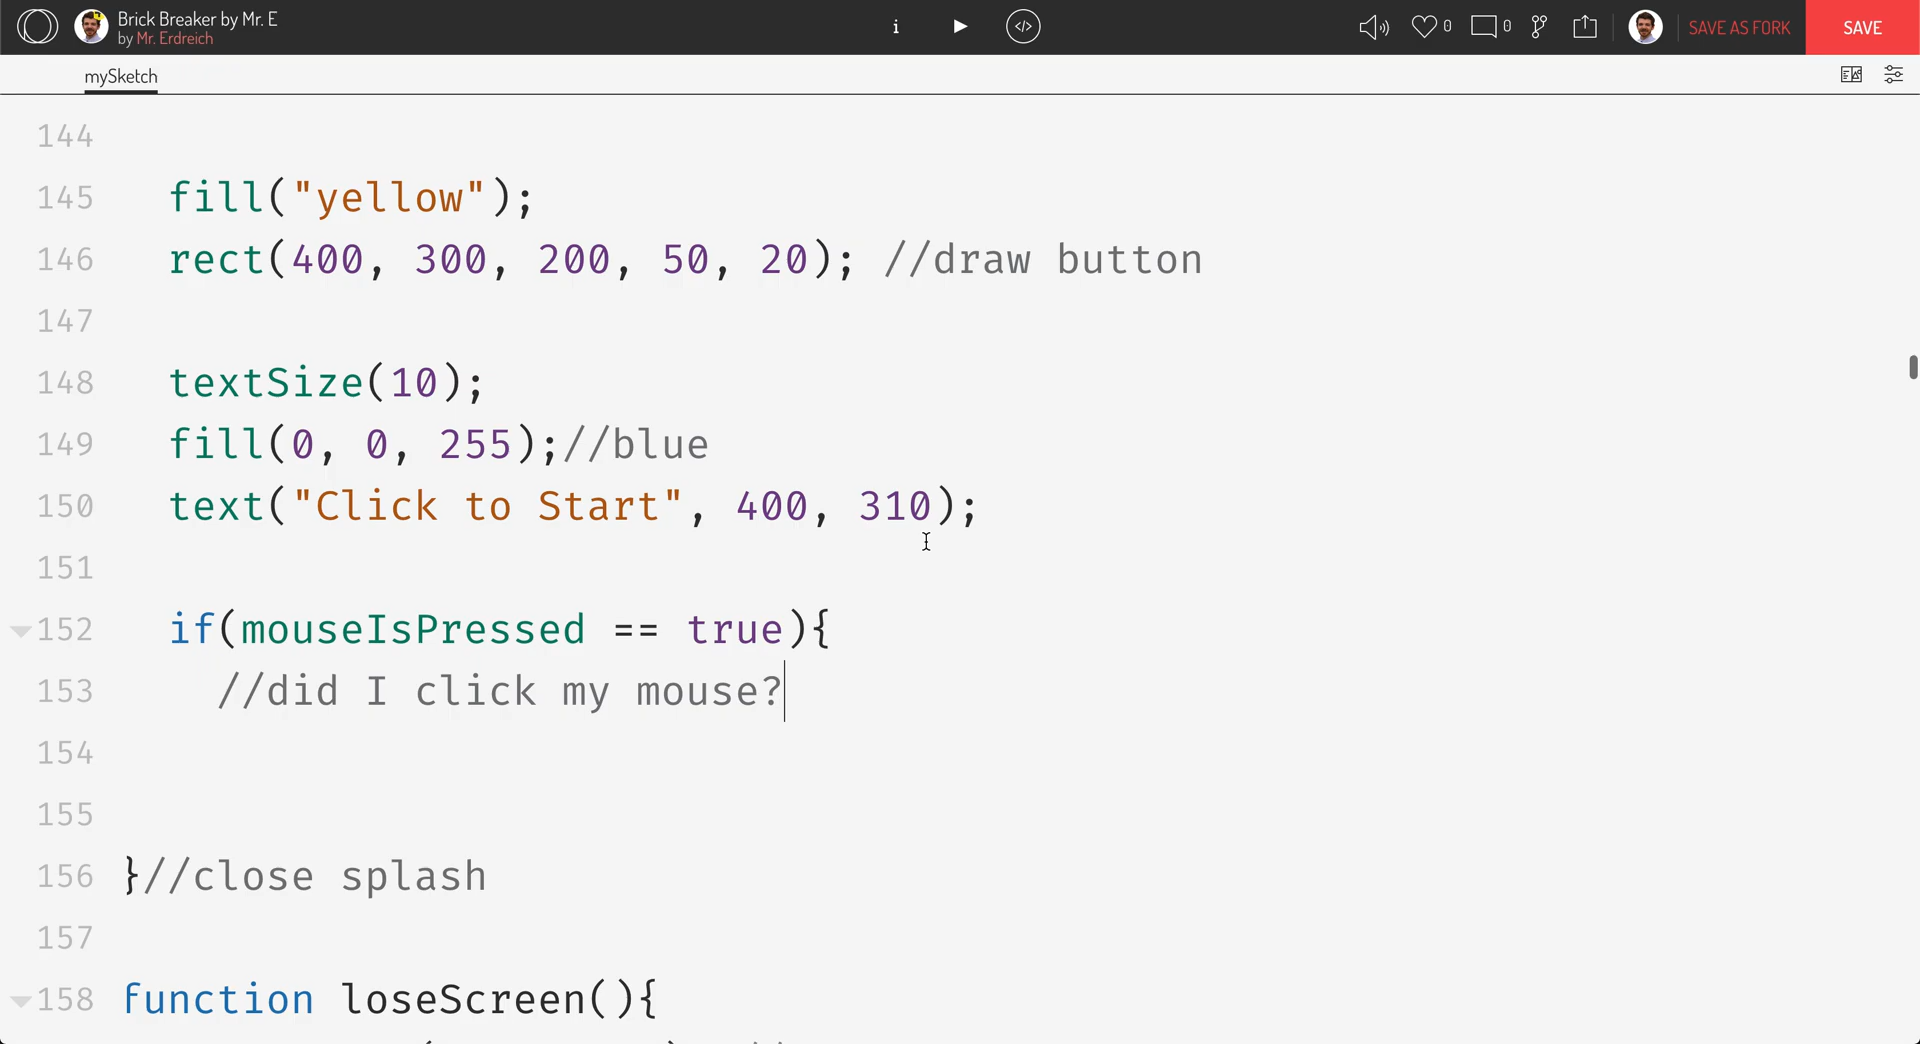 Brick Breaker by Mr. E
by Mr. Erdreich
i
</>
0
0
SAVE AS FORK
SAVE
mySketch
144
145 fill("yellow");
146 rect(400, 300, 200, 50, 20); //draw button
147
148 textSize(10);
149 fill(0, 0, 255);//blue
150 text("Click to Start", 400, 310);
151
152 if(mouseIsPressed == true){
153 //did I click my mouse?
154
155
156 }//close splash
157
158 function loseScreen(){